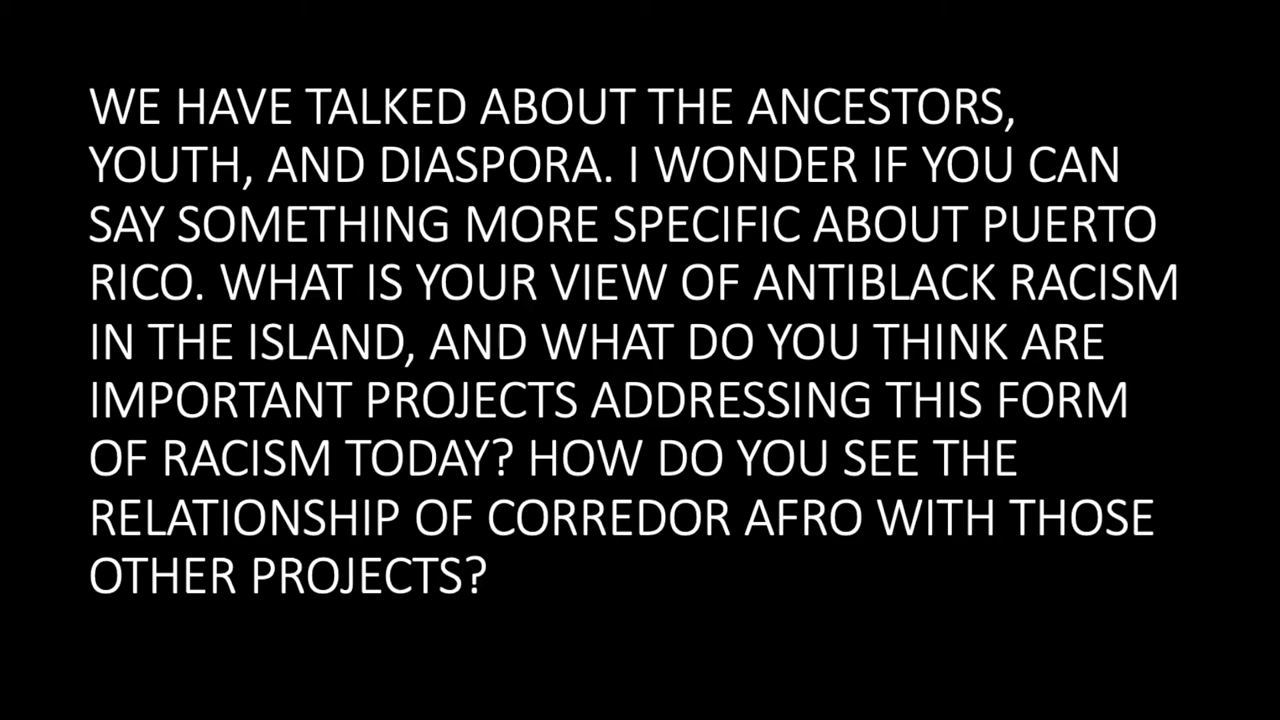 WE HAVE TALKED ABOUT THE ANCESTORS,
YOUTH, AND DIASPORA. I WONDER IF YOU CAN
SAY SOMETHING MORE SPECIFIC ABOUT PUERTO
RICO. WHAT IS YOUR VIEW OF ANTIBLACK RACISM
IN THE ISLAND, AND WHAT DO YOU THINK ARE
IMPORTANT PROJECTS ADDRESSING THIS FORM
OF RACISM TODAY? HOW DO YOU SEE THE
RELATIONSHIP OF CORREDOR AFRO WITH THOSE
OTHER PROJECTS?